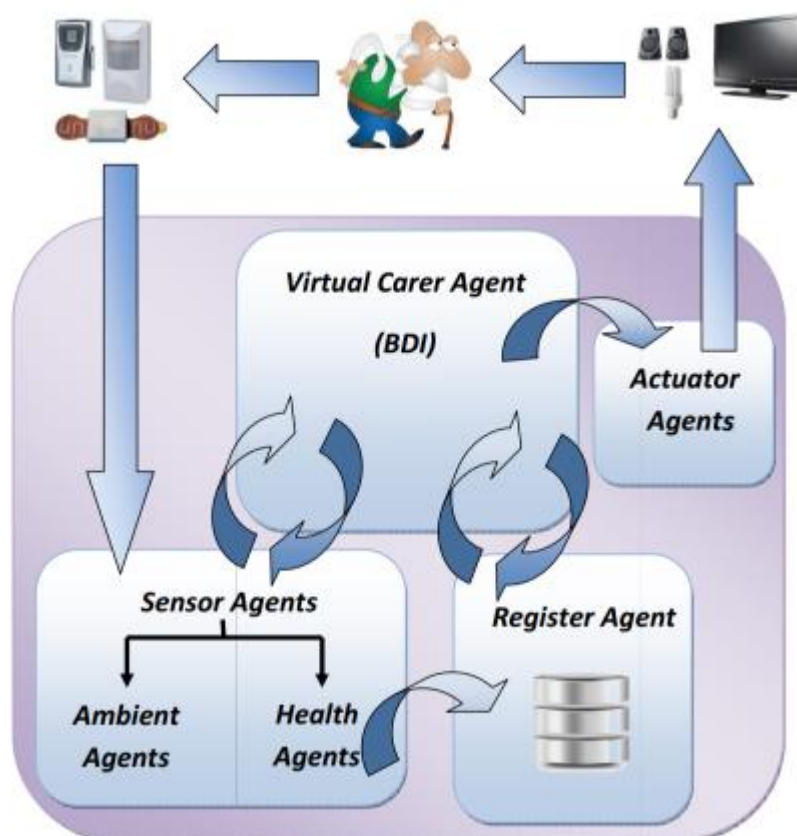 Virtual Carer Agent
(BDI)
Actuator
Agents
Sensor Agents
Register Agent
Ambient
Agents
Health
Agents